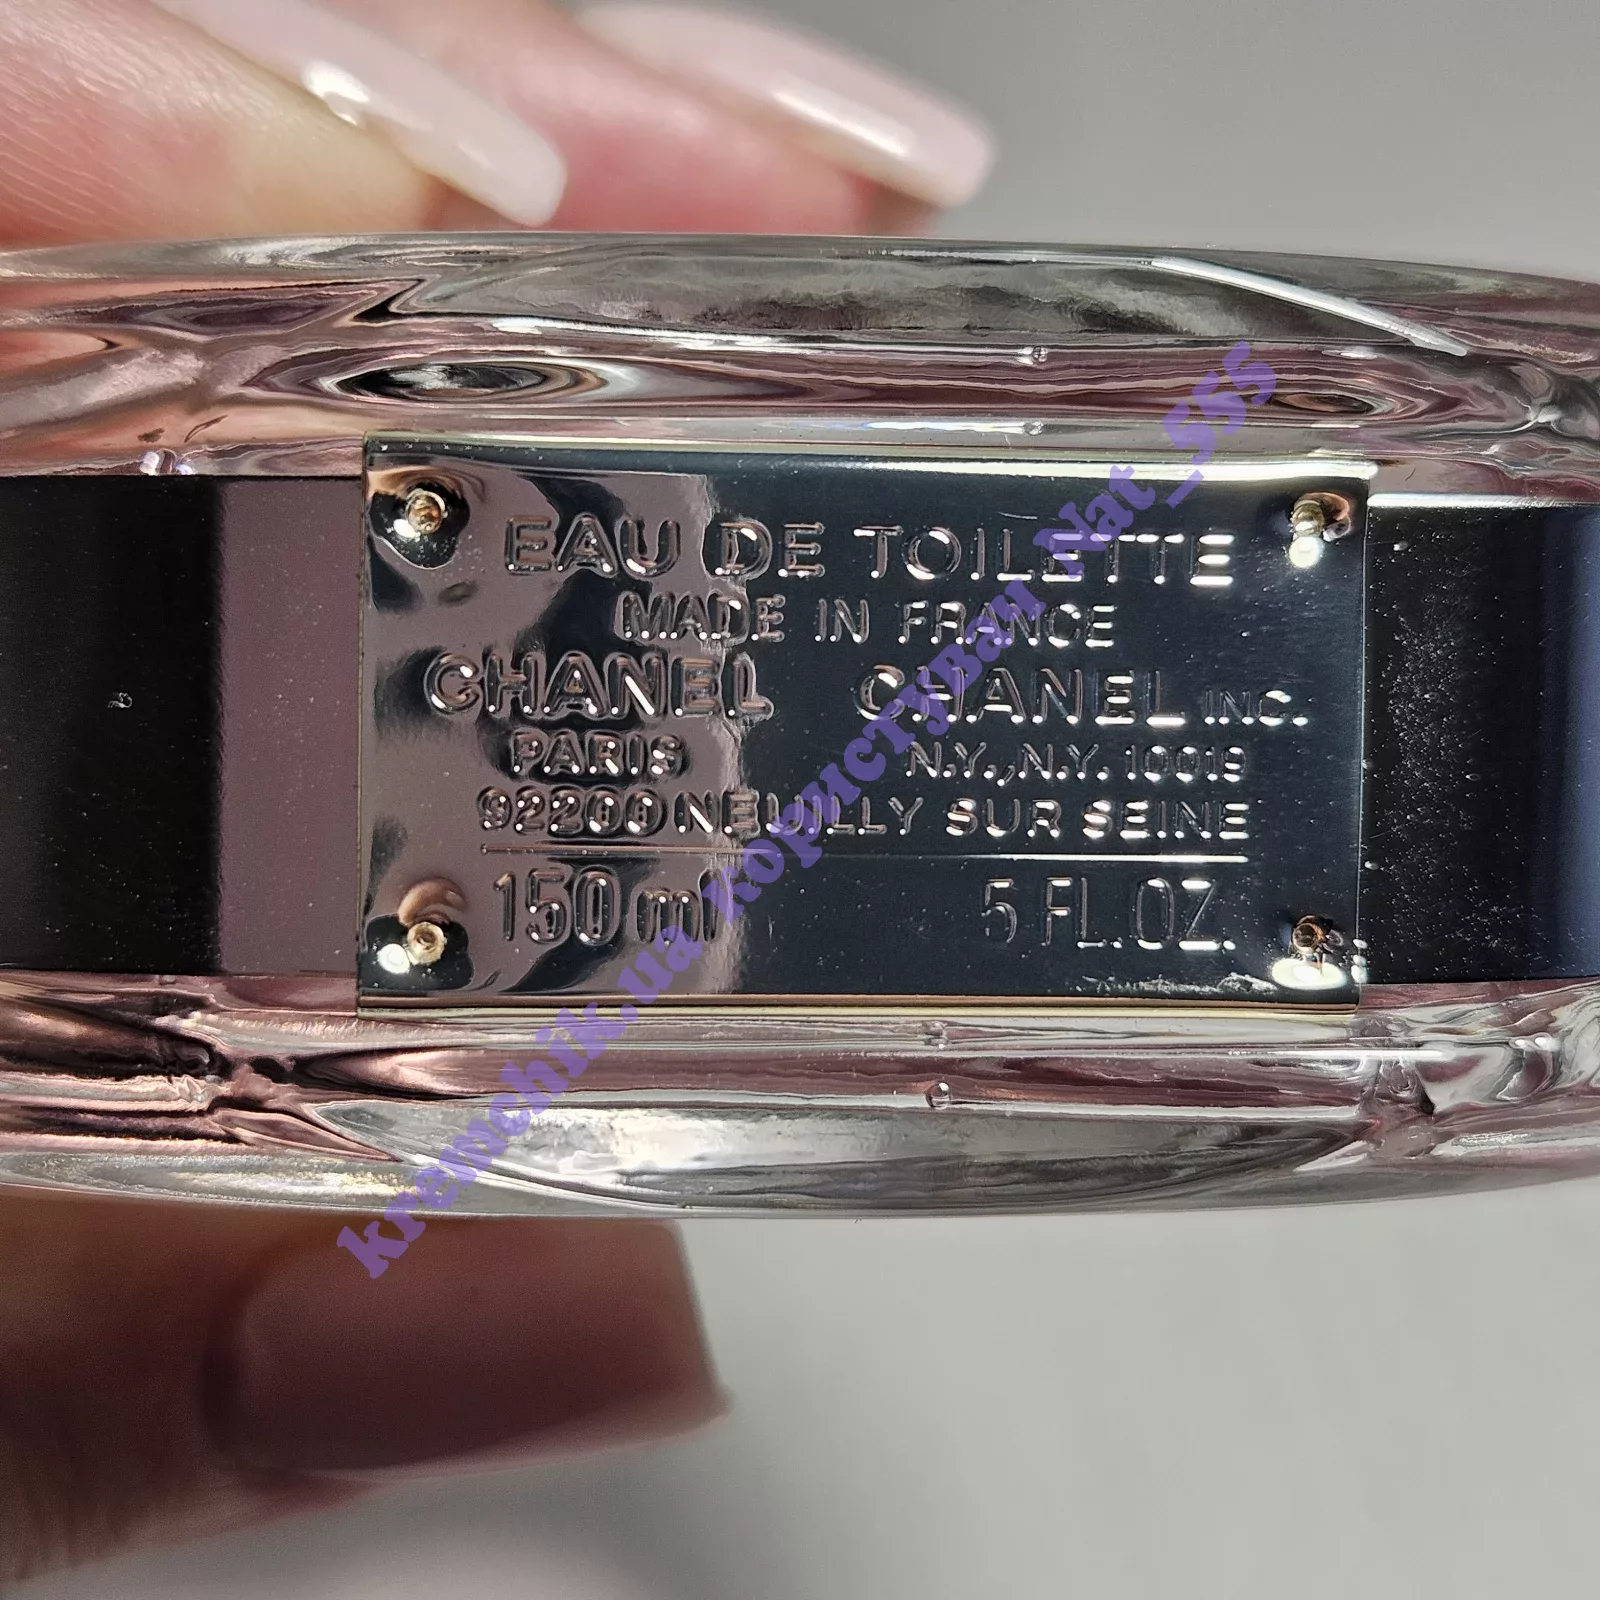 EAU DE TOILETTE
MADE IN FRANCE
CHANEL CHANEL INC.
PARIS N.Y., N.Y. 10019
92200 NEUILLY SUR SEINE
150 ml 5 FL.OZ.
kremchik.ua користувач Nat_555